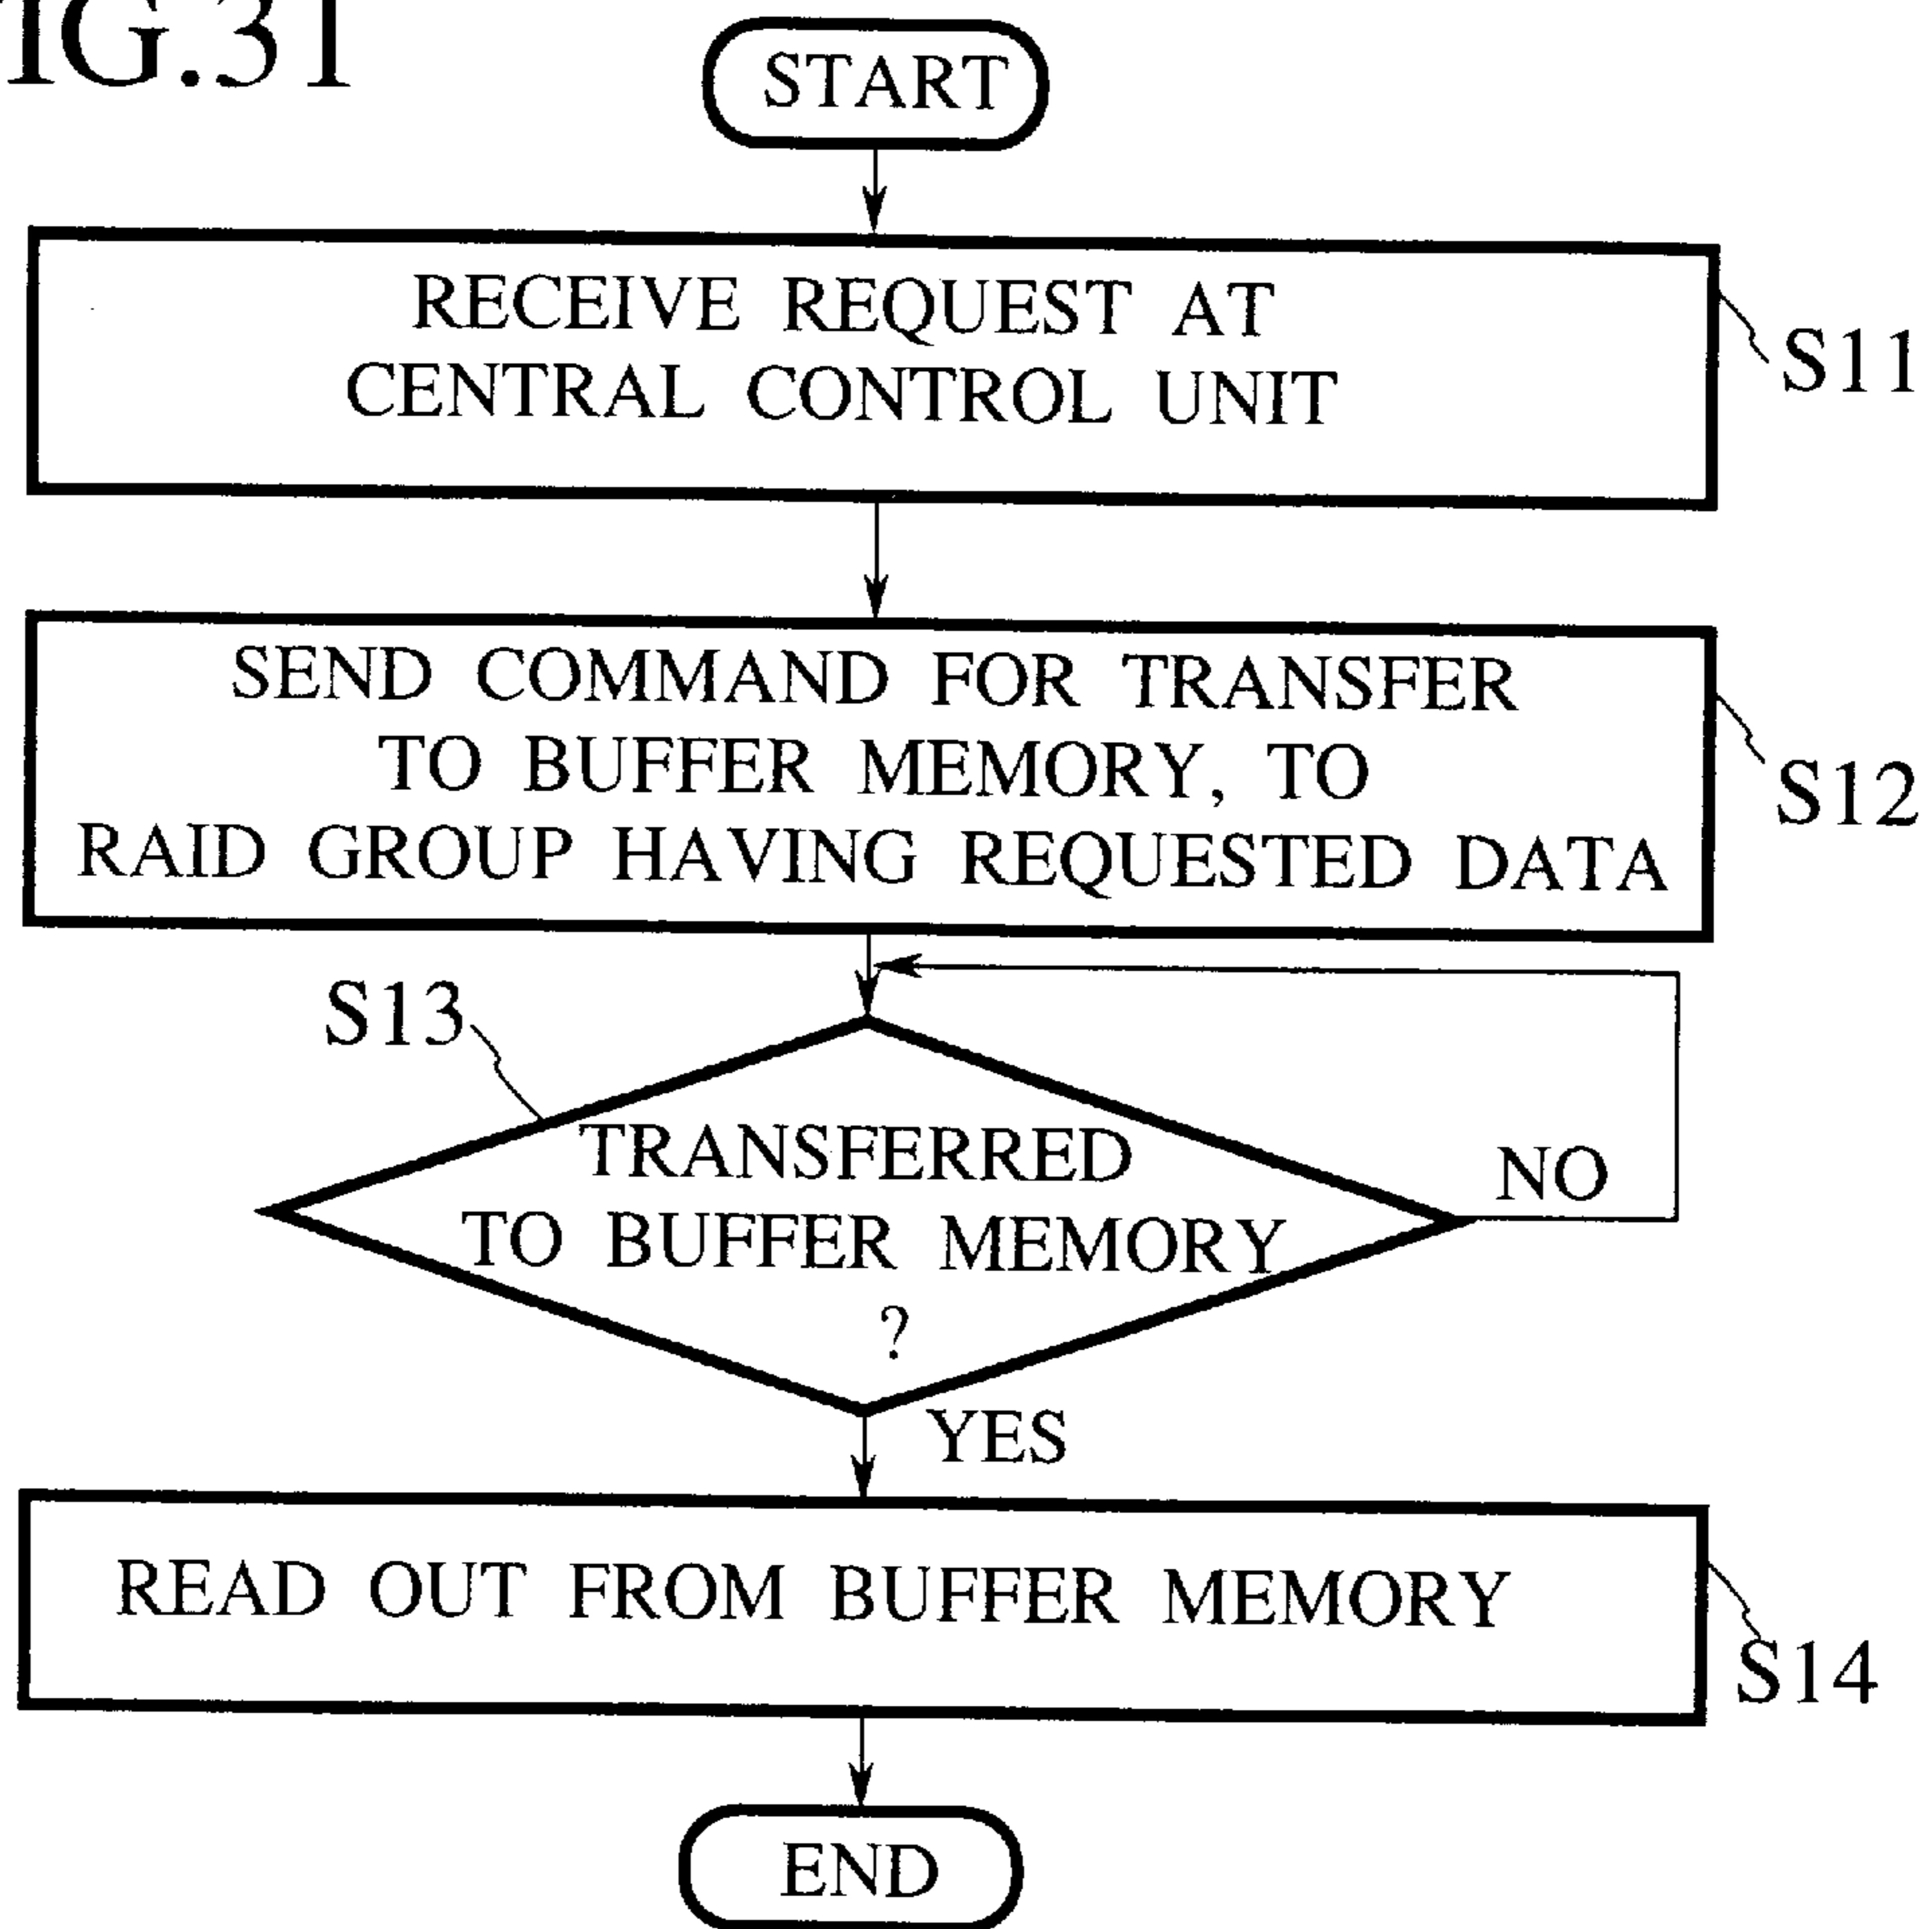 IG.31
START
RECEIVE REQUEST AT
CENTRAL CONTROL UNIT
S11
SEND COMMAND FOR TRANSFER
TO BUFFER MEMORY, TO
RAID GROUP HAVING REQUESTED DATA
S12
S13
TRANSFERRED
TO BUFFER MEMORY
?
NO
YES
READ OUT FROM BUFFER MEMORY
S14
END